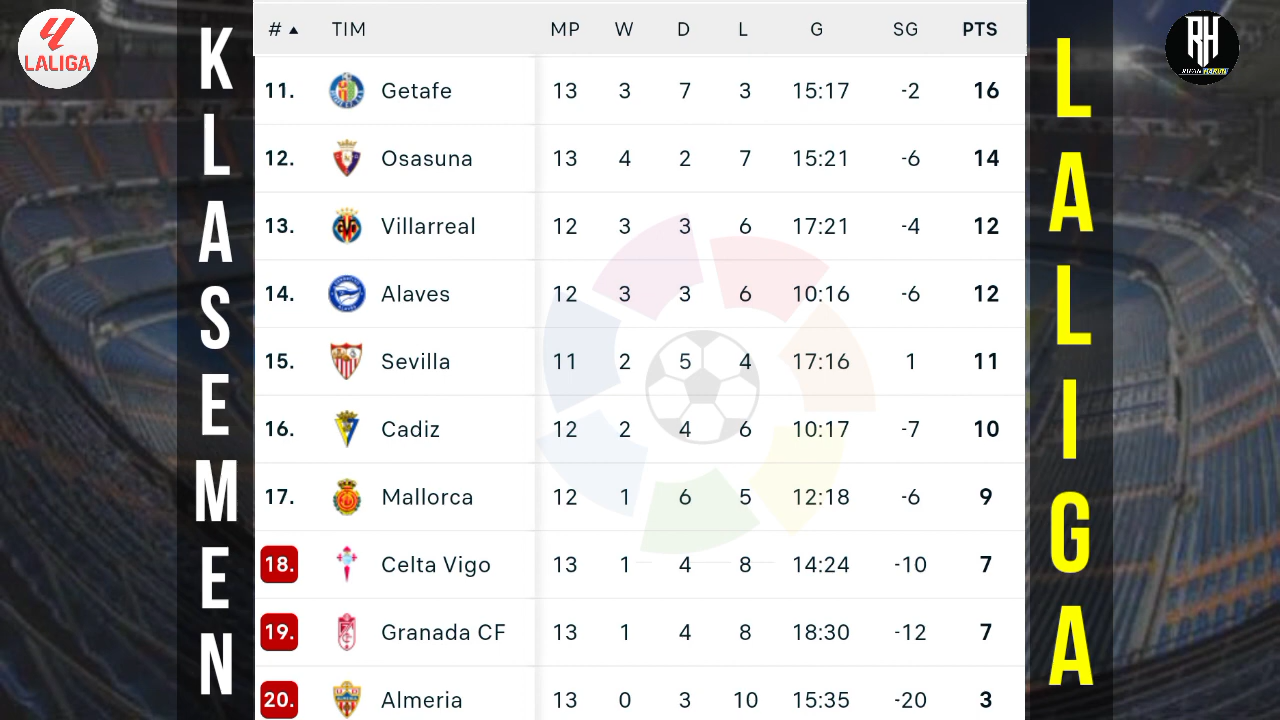 LALIGA
KLASEMEN
# ▲ TIM MP W D L G SG PTS
11. Getafe 13 3 7 3 15:17 -2 16
12. Osasuna 13 4 2 7 15:21 -6 14
13. Villarreal 12 3 3 6 17:21 -4 12
14. Alaves 12 3 3 6 10:16 -6 12
15. Sevilla 11 2 5 4 17:16 1 11
16. Cadiz 12 2 4 6 10:17 -7 10
17. Mallorca 12 1 6 5 12:18 -6 9
18. Celta Vigo 13 1 4 8 14:24 -10 7
19. Granada CF 13 1 4 8 18:30 -12 7
20. Almeria 13 0 3 10 15:35 -20 3
LALIGA
RH